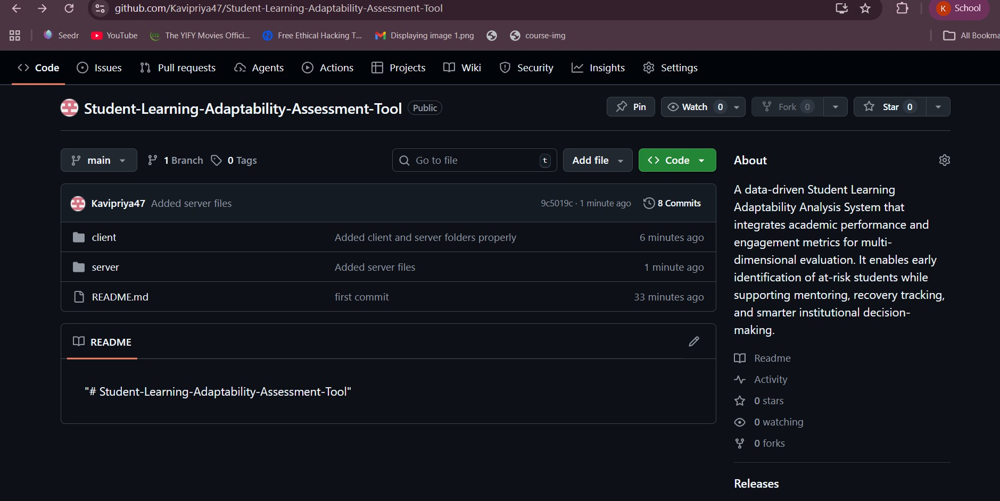 github.com/Kavipriya47/Student-Learning-Adaptability-Assessment-Tool
K School
Seedr YouTube The YIFY Movies Offici... Free Ethical Hacking T... Displaying image 1.png course-img All Bookma
Code Issues Pull requests Agents Actions Projects Wiki Security Insights Settings
Student-Learning-Adaptability-Assessment-Tool Public Pin Watch 0 Fork 0 Star 0
main 1 Branch 0 Tags Go to file t Add file Code
Kavipriya47 Added server files 9c5019c · 1 minute ago 8 Commits
client Added client and server folders properly 6 minutes ago
server Added server files 1 minute ago
README.md first commit 33 minutes ago
README
"# Student-Learning-Adaptability-Assessment-Tool"
About
A data-driven Student Learning
Adaptability Analysis System that
integrates academic performance and
engagement metrics for multi-
dimensional evaluation. It enables early
identification of at-risk students while
supporting mentoring, recovery tracking,
and smarter institutional decision-
making.
Readme
Activity
0 stars
0 watching
0 forks
Releases